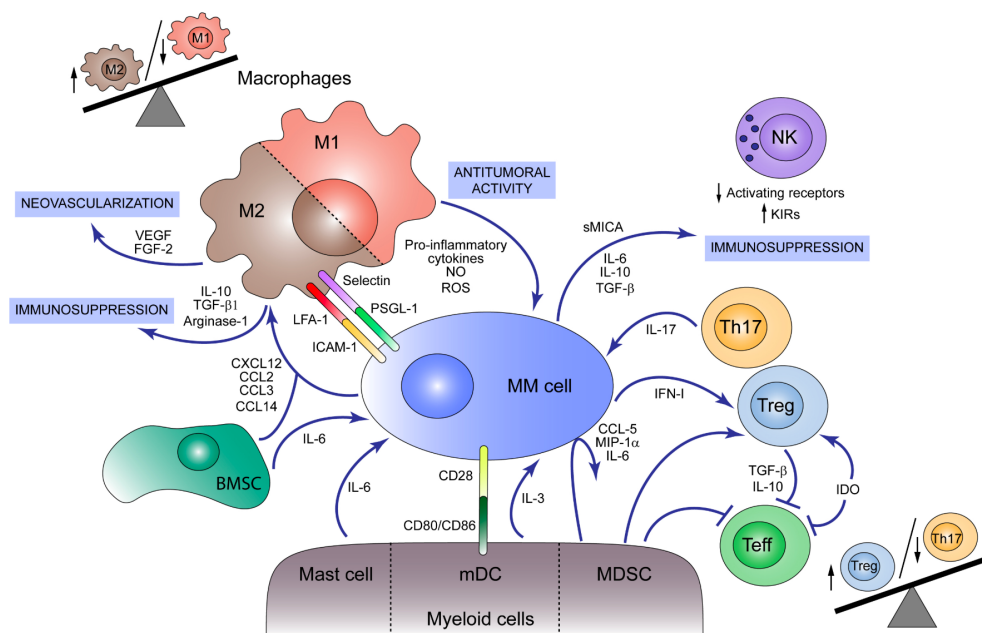 M2
M1
Macrophages
M1
M2
ANTITUMORAL
ACTIVITY
NEOVASCULARIZATION
VEGF
FGF-2
IMMUNOSUPPRESSION
IL-10
TGF-β1
Arginase-1
Selectin
LFA-1
PSGL-1
ICAM-1
Pro-inflammatory
cytokines
NO
ROS
NK
Activating receptors
KIRs
IMMUNOSUPPRESSION
sMICA
IL-6
IL-10
TGF-β
Th17
IL-17
MM cell
CXCL12
CCL2
CCL3
CCL14
BMSC
IL-6
IL-6
IFN-I
Treg
CCL-5
MIP-1α
IL-6
CD28
CD80/CD86
IL-3
TGF-β
IL-10
IDO
Teff
Mast cell
mDC
MDSC
Myeloid cells
Treg
Th17